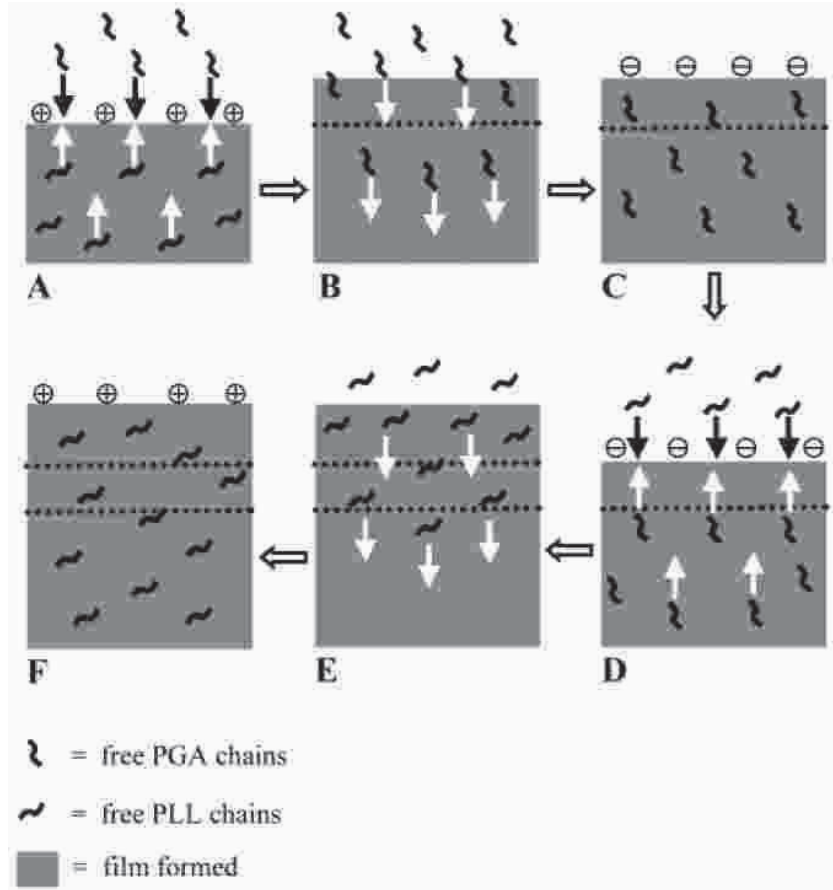 A
B
C
F
E
D
= free PGA chains
= free PLL chains
= film formed